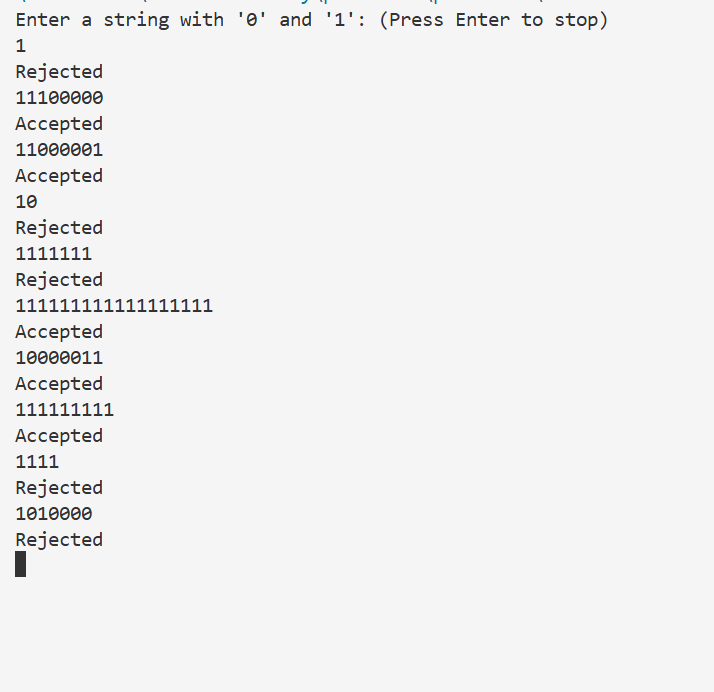 Enter a string with '0' and '1': (Press Enter to stop)
1
Rejected
11100000
Accepted
11000001
Accepted
10
Rejected
1111111
Rejected
111111111111111111
Accepted
10000011
Accepted
111111111
Accepted
1111
Rejected
1010000
Rejected